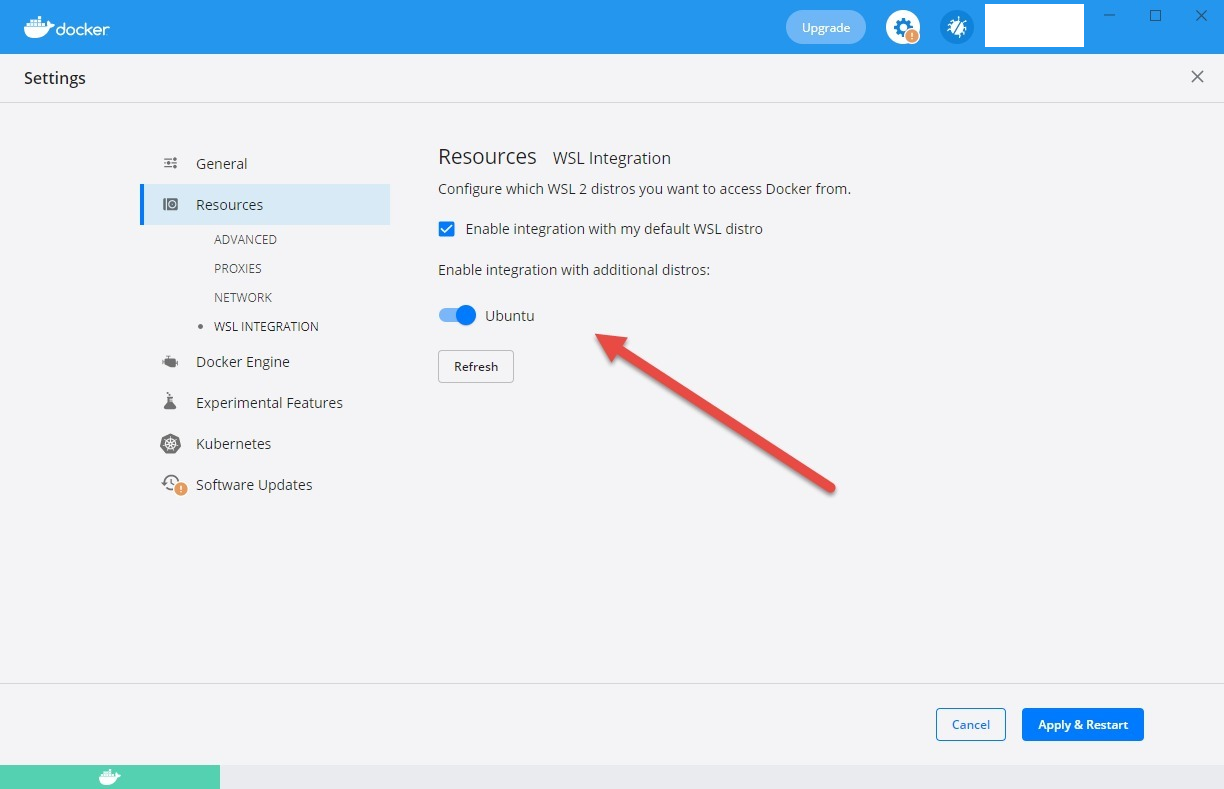 docker
Upgrade
Settings
General
Resources
ADVANCED
PROXIES
NETWORK
WSL INTEGRATION
Docker Engine
Experimental Features
Kubernetes
Software Updates
Resources WSL Integration
Configure which WSL 2 distros you want to access Docker from.
Enable integration with my default WSL distro
Enable integration with additional distros:
Ubuntu
Refresh
Cancel
Apply & Restart